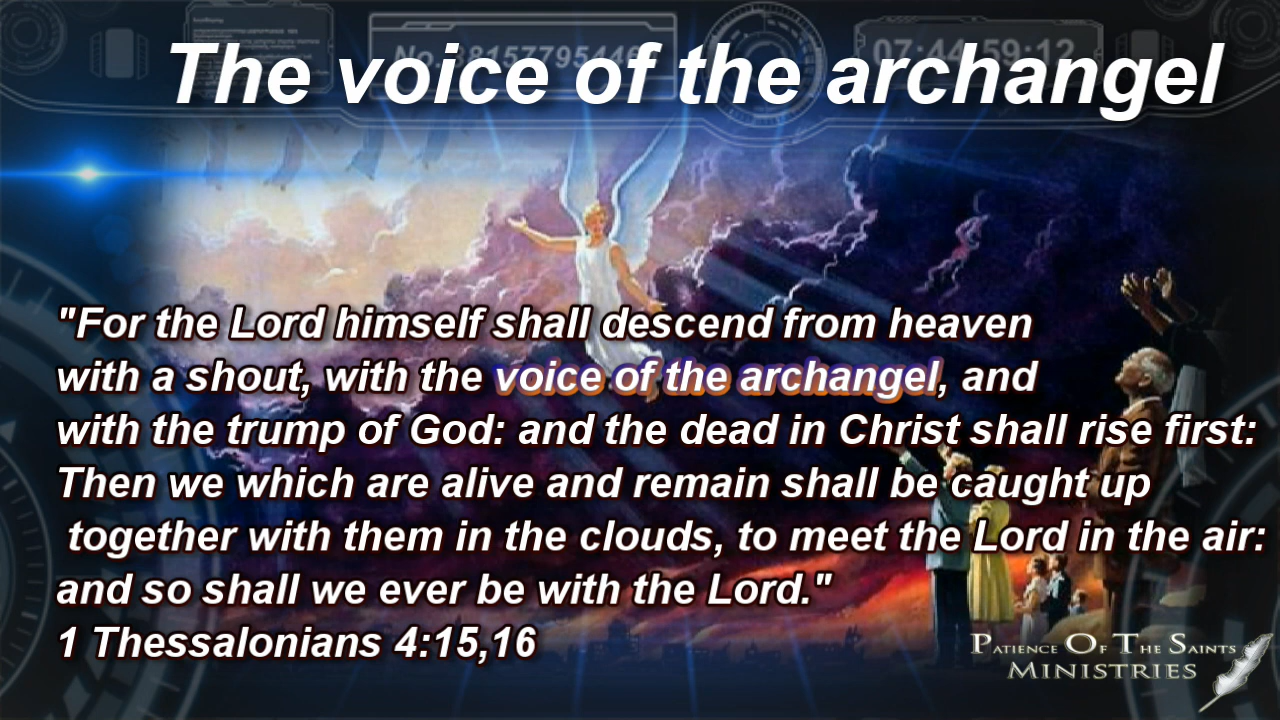 The voice of the archangel
"For the Lord himself shall descend from heaven
with a shout, with the voice of the archangel, and
with the trump of God: and the dead in Christ shall rise first:
Then we which are alive and remain shall be caught up
together with them in the clouds, to meet the Lord in the air:
and so shall we ever be with the Lord."
1 Thessalonians 4:15,16
PATIENCE OF THE SAINTS
MINISTRIES